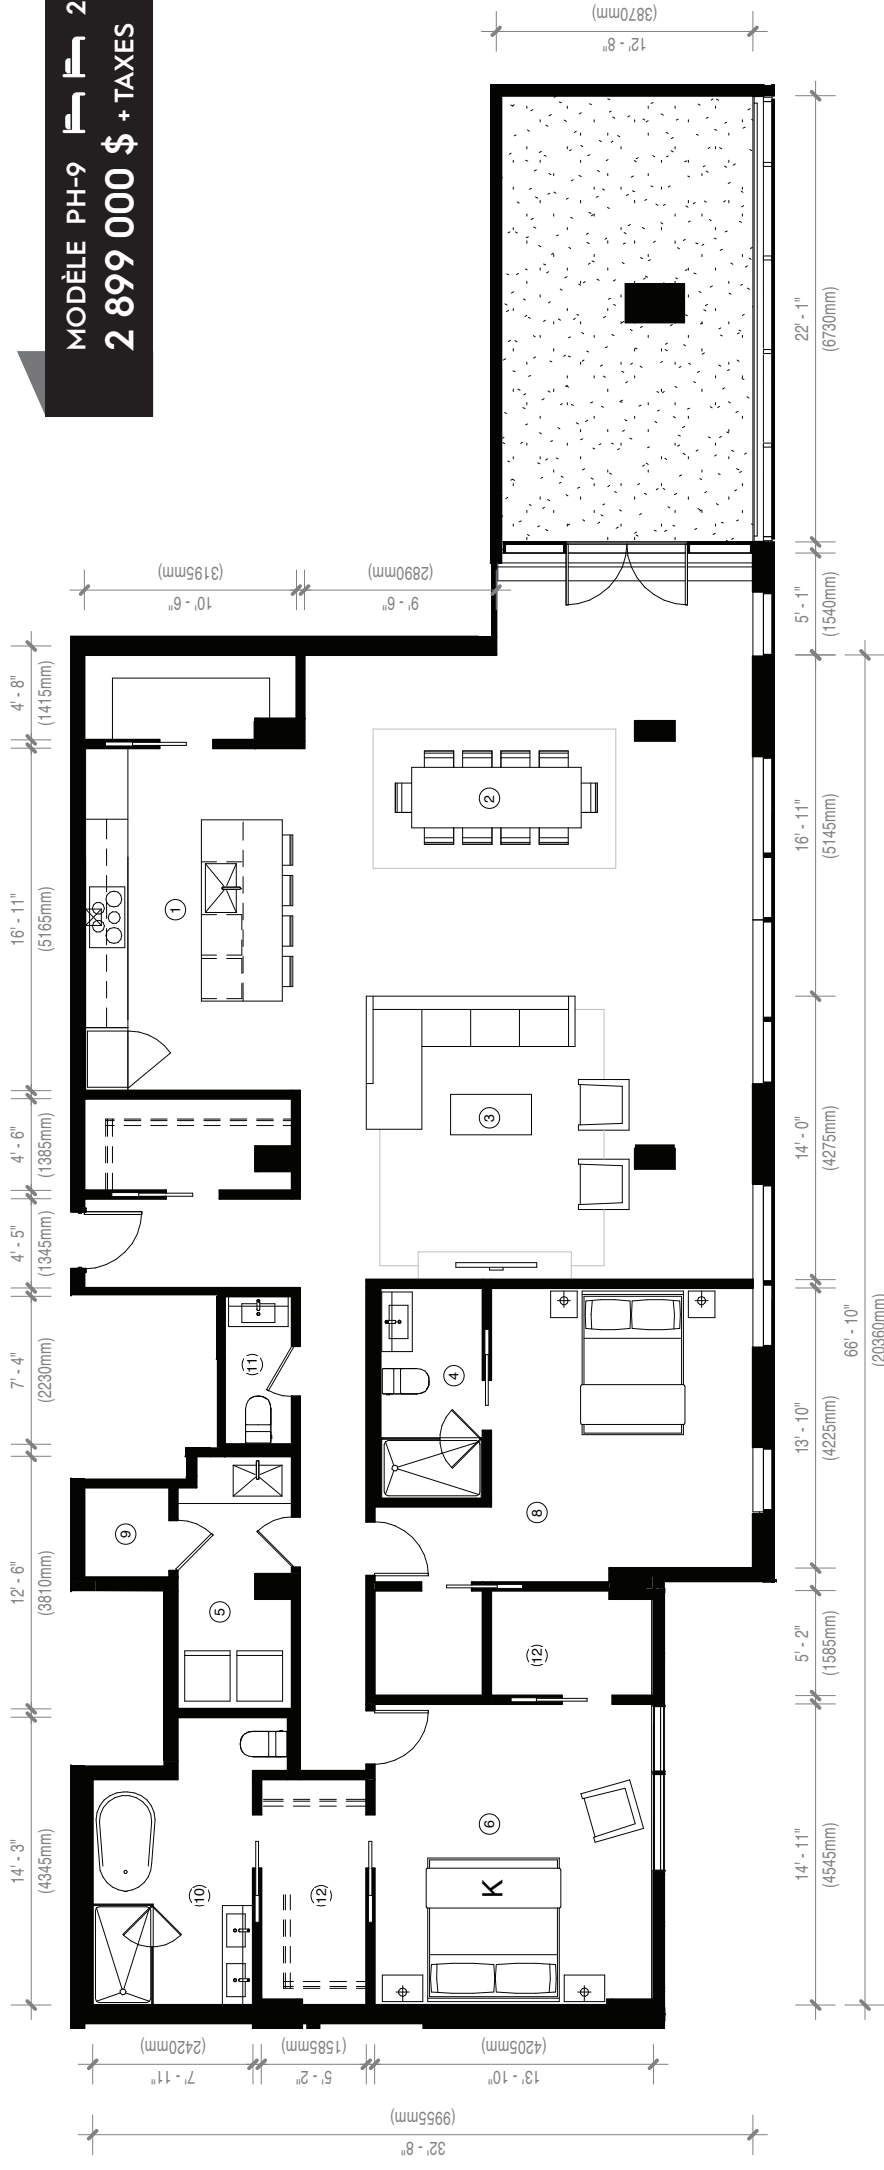 MODÈLE PH-9 2
2 899 000 $ + TAXES
12' - 8"
(3870mm)
22' - 1"
(6730mm)
10' - 6"
(3195mm)
9' - 6"
(2890mm)
5' - 1"
(1540mm)
4' - 8"
(1415mm)
16' - 11"
(5165mm)
4' - 6"
(1385mm)
4' - 5"
(1345mm)
7' - 4"
(2230mm)
12' - 6"
(3810mm)
14' - 3"
(4345mm)
16' - 11"
(5145mm)
14' - 0"
(4275mm)
13' - 10"
(4225mm)
5' - 2"
(1585mm)
14' - 11"
(4545mm)
66' - 10"
(20360mm)
1
2
3
4
11
9
5
8
12
10
12
6
K
7' - 11"
(2420mm)
5' - 2"
(1585mm)
13' - 10"
(4205mm)
32' - 8"
(9955mm)